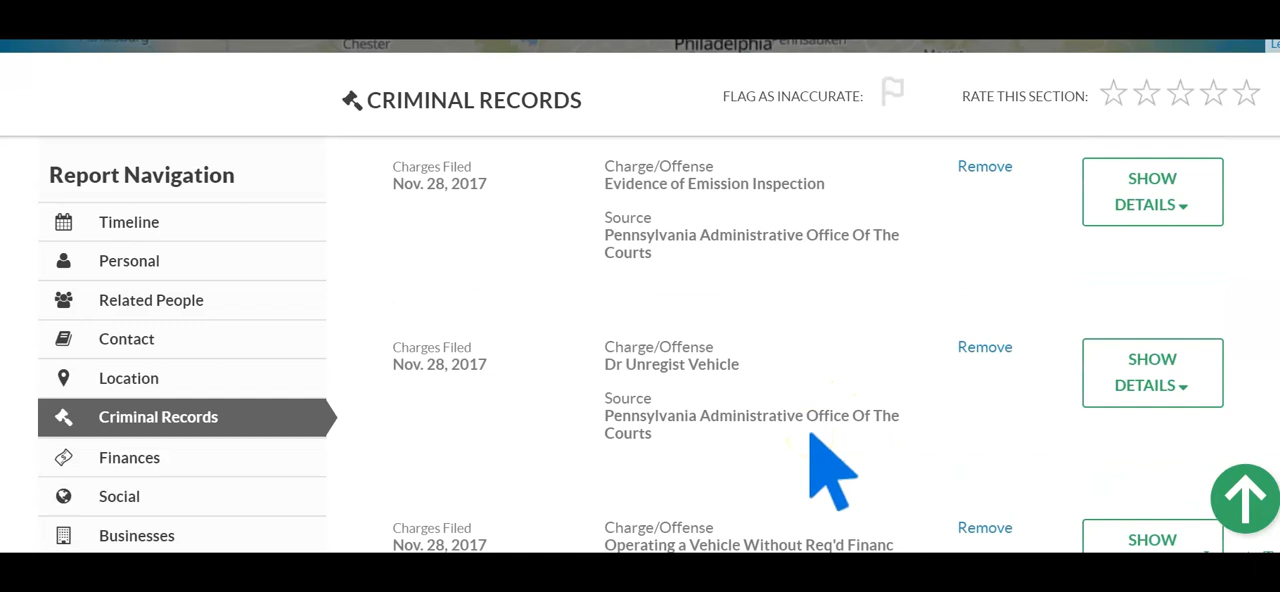 Chester
Philadelphia
Pennsauken
CRIMINAL RECORDS
FLAG AS INACCURATE:
RATE THIS SECTION:
Report Navigation
Timeline
Personal
Related People
Contact
Location
Criminal Records
Finances
Social
Businesses
Charges Filed
Nov. 28, 2017
Charge/Offense
Evidence of Emission Inspection
Source
Pennsylvania Administrative Office Of The
Courts
Remove
SHOW
DETAILS
Charges Filed
Nov. 28, 2017
Charge/Offense
Dr Unregist Vehicle
Source
Pennsylvania Administrative Office Of The
Courts
Remove
SHOW
DETAILS
Charges Filed
Nov. 28, 2017
Charge/Offense
Operating a Vehicle Without Req'd Financ
Remove
SHOW